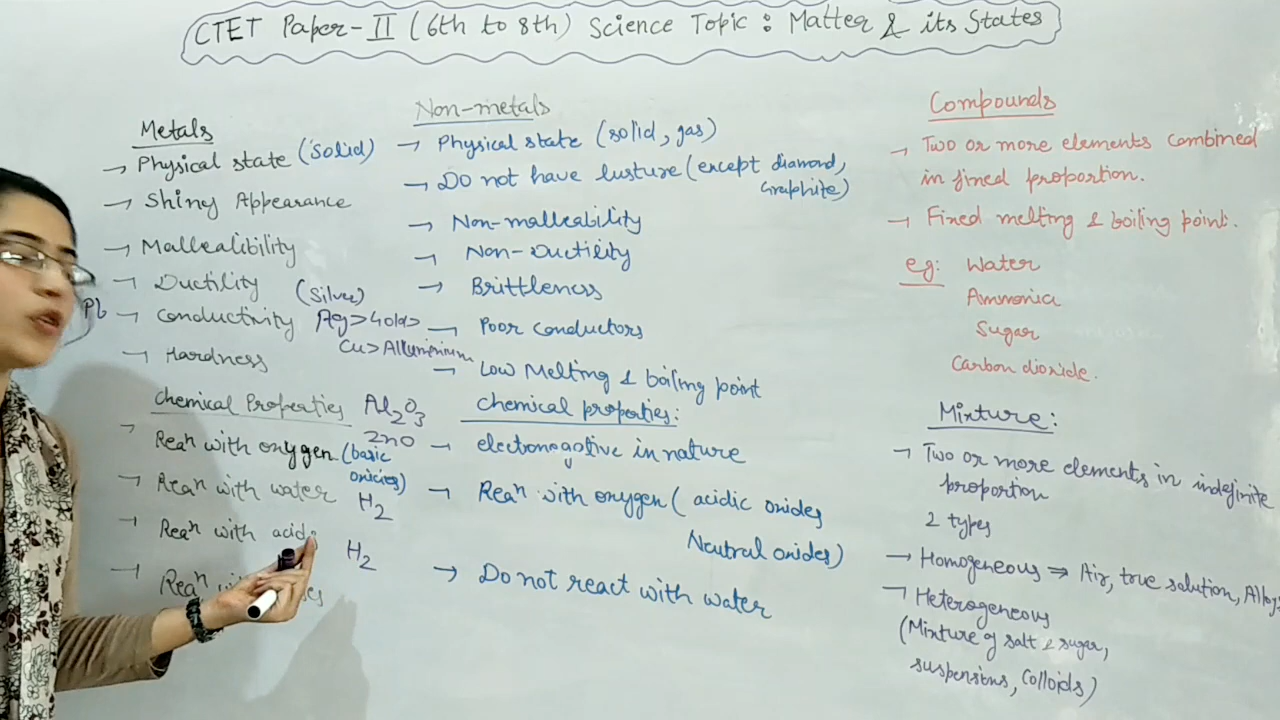 CTET Paper-II (6th to 8th) Science Topic : Matter & its States
Metals
→ Physical state (Solid)
→ Shiny Appearance
→ Mallealibility
→ Ductility
(Silver)
Pb → conductivity Ag > Gold >
Cu > Alluminium
→ Hardness
Chemical Properties Al2O3
ZnO
→ Reaⁿ with oxygen (basic
oxides)
→ Reaⁿ with water H2
→ Reaⁿ with acids
H2
→ Reaⁿ
Non-metals
→ Physical state (solid, gas)
→ Do not have lusture (except diamond,
Graphite)
→ Non-malleability
→ Non-Ductility
→ Brittleness
→ Poor conductors
→ Low Melting & boiling point
Chemical properties:
→ electronegative in nature
→ Reaⁿ with oxygen (acidic oxides
Neutral oxides)
→ Do not react with water
Compounds
→ Two or more elements combined
in fixed proportion.
→ Fixed melting & boiling point.
eg: Water
Ammonia
Sugar
Carbon dioxide.
Mixture:
→ Two or more elements in indefinite
proportion
2 types
→ Homogeneous ⇒ Air, true solution, Alloys
→ Heterogeneous
(Mixture of salt & sugar,
suspensions, Colloids)